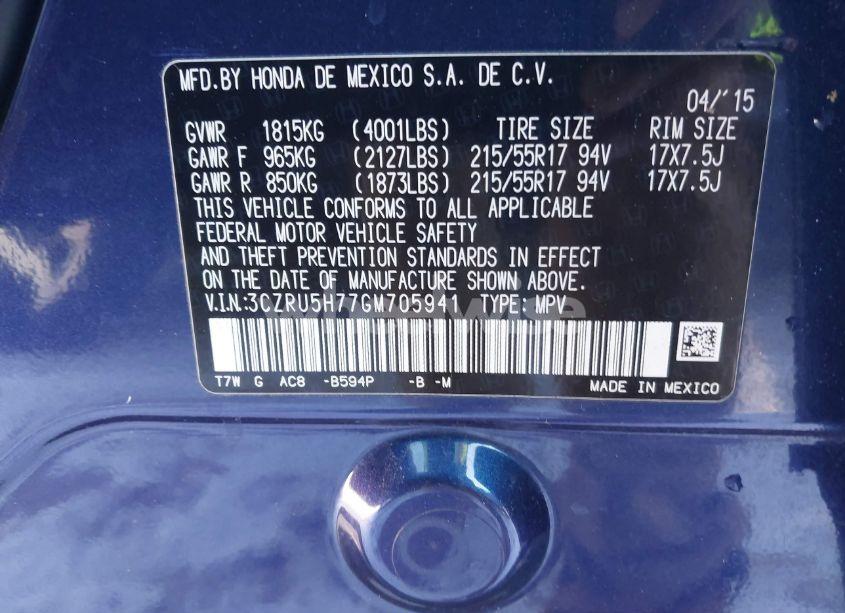 MFD.BY HONDA DE MEXICO S.A. DE C.V.
04/'15
GVWR 1815KG (4001LBS) TIRE SIZE RIM SIZE
GAWR F 965KG (2127LBS) 215/55R17 94V 17X7.5J
GAWR R 850KG (1873LBS) 215/55R17 94V 17X7.5J
THIS VEHICLE CONFORMS TO ALL APPLICABLE
FEDERAL MOTOR VEHICLE SAFETY
AND THEFT PREVENTION STANDARDS IN EFFECT
ON THE DATE OF MANUFACTURE SHOWN ABOVE.
V.I.N:3CZRU5H77GM705941 TYPE: MPV
T7W G AC8 -B594P -B -M MADE IN MEXICO